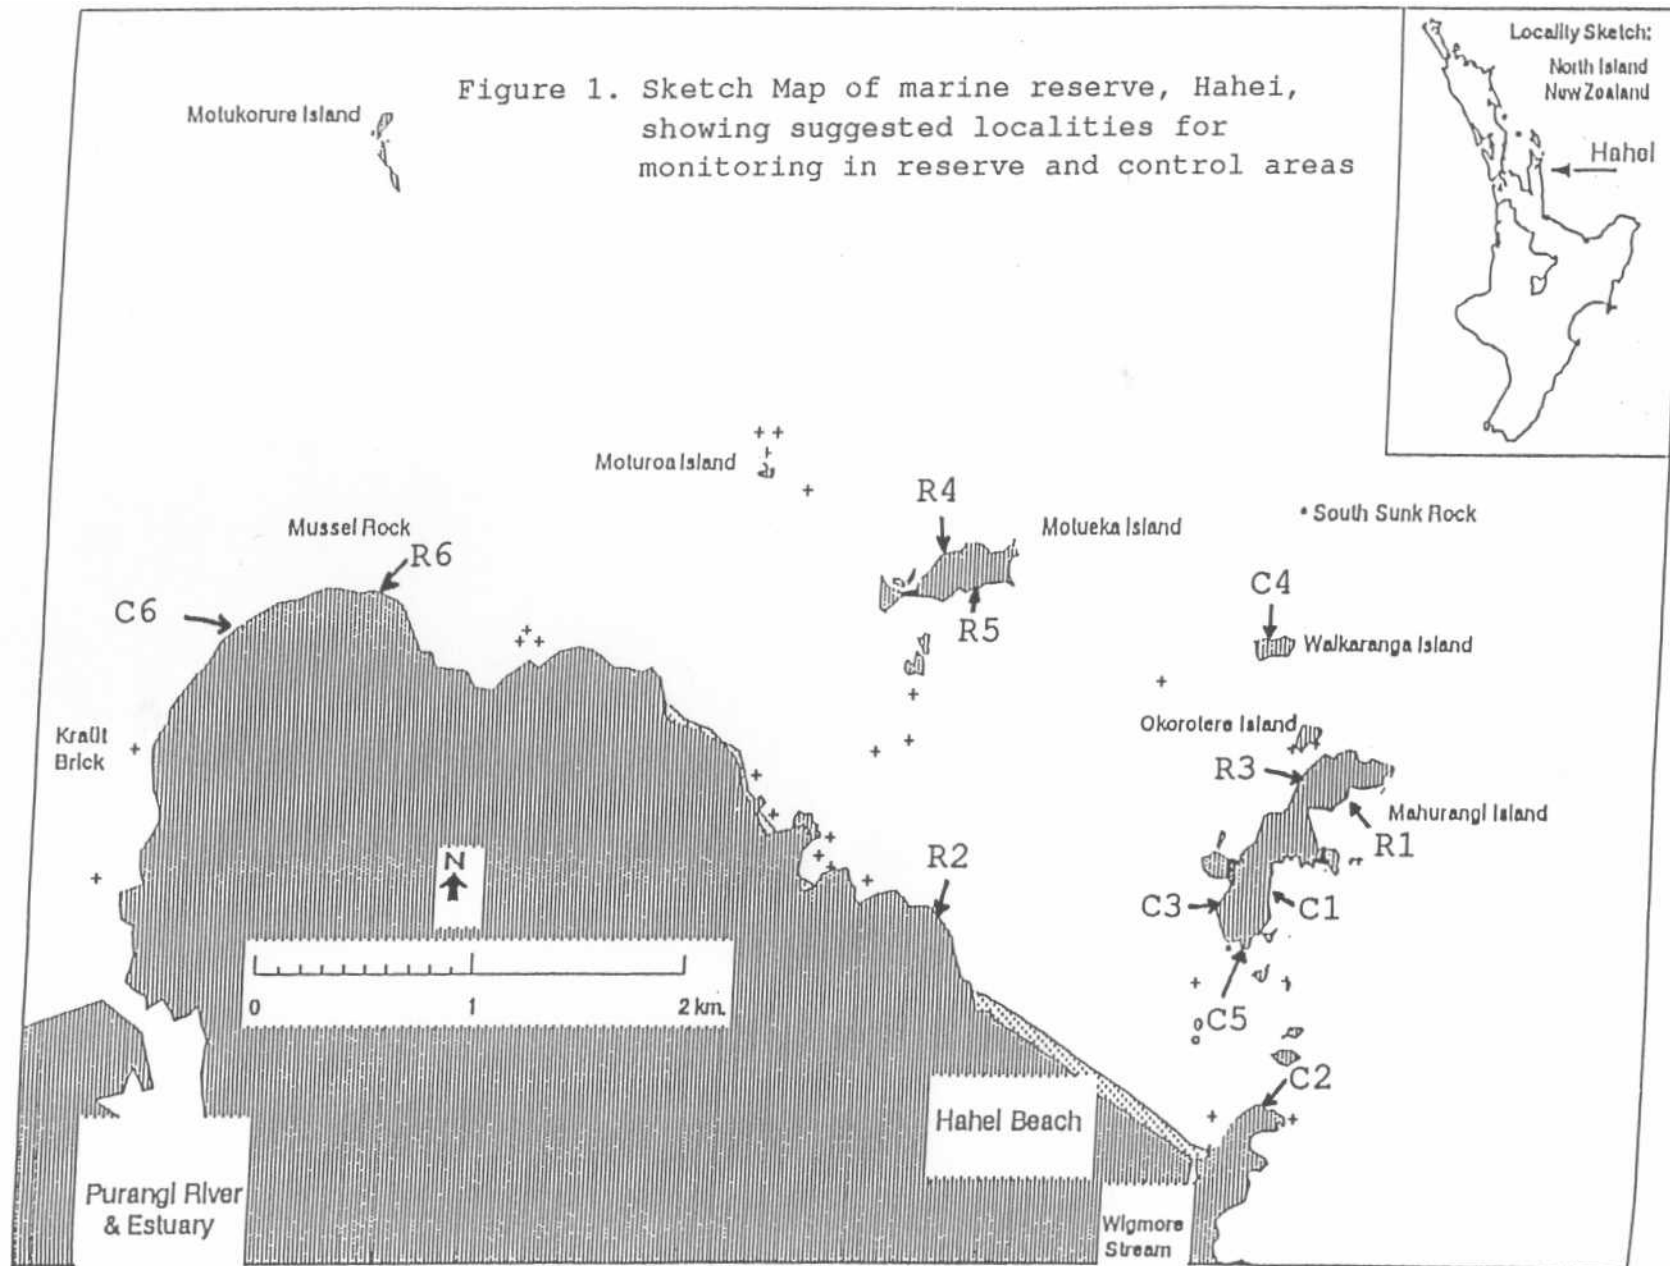 Figure 1. Sketch Map of marine reserve, Hahei,
showing suggested localities for
monitoring in reserve and control areas
Locality Sketch:
North Island
New Zealand
Hahei
Motukorure Island
Moturoa Island
Mussel Rock
R6
C6
R4
Motueka Island
R5
South Sunk Rock
C4
Waikaranga Island
Okorotere Island
R3
Mahurangi Island
R1
Kraüt
Brick
N
R2
C3
C1
C5
C2
0
1
2 km.
Hahei Beach
Purangi River
& Estuary
Wigmore
Stream